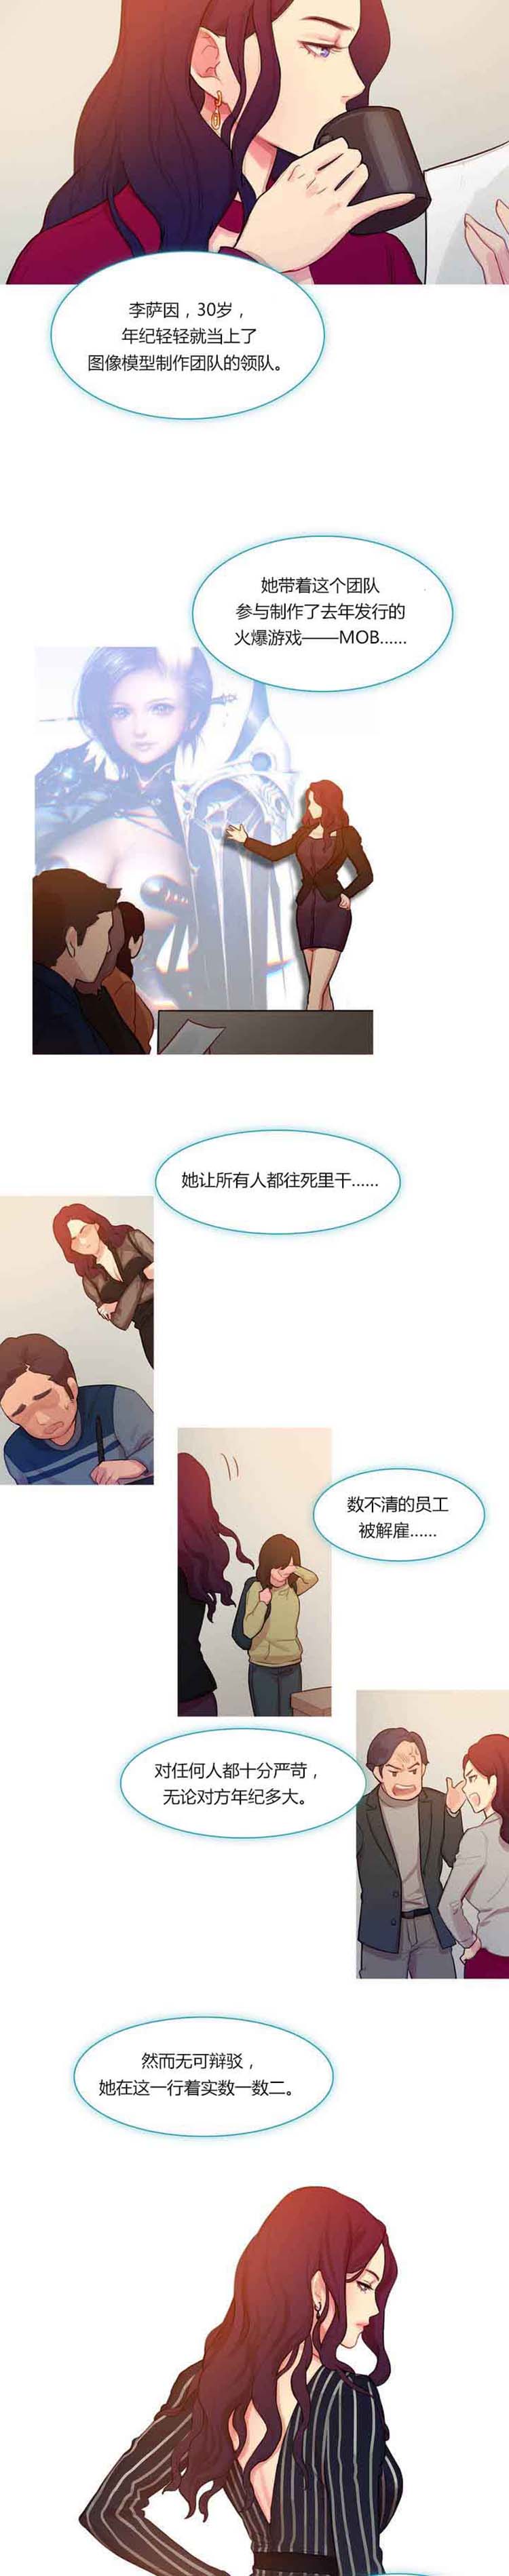 李萨因，30岁，
年纪轻轻就当上了
图像模型制作团队的领队。
她带着这个团队
参与制作了去年发行的
火爆游戏——MOB……
她让所有人都往死里干……
数不清的员工
被解雇……
对任何人都十分严苛，
无论对方年纪多大。
然而无可辩驳，
她在这一行着实数一数二。